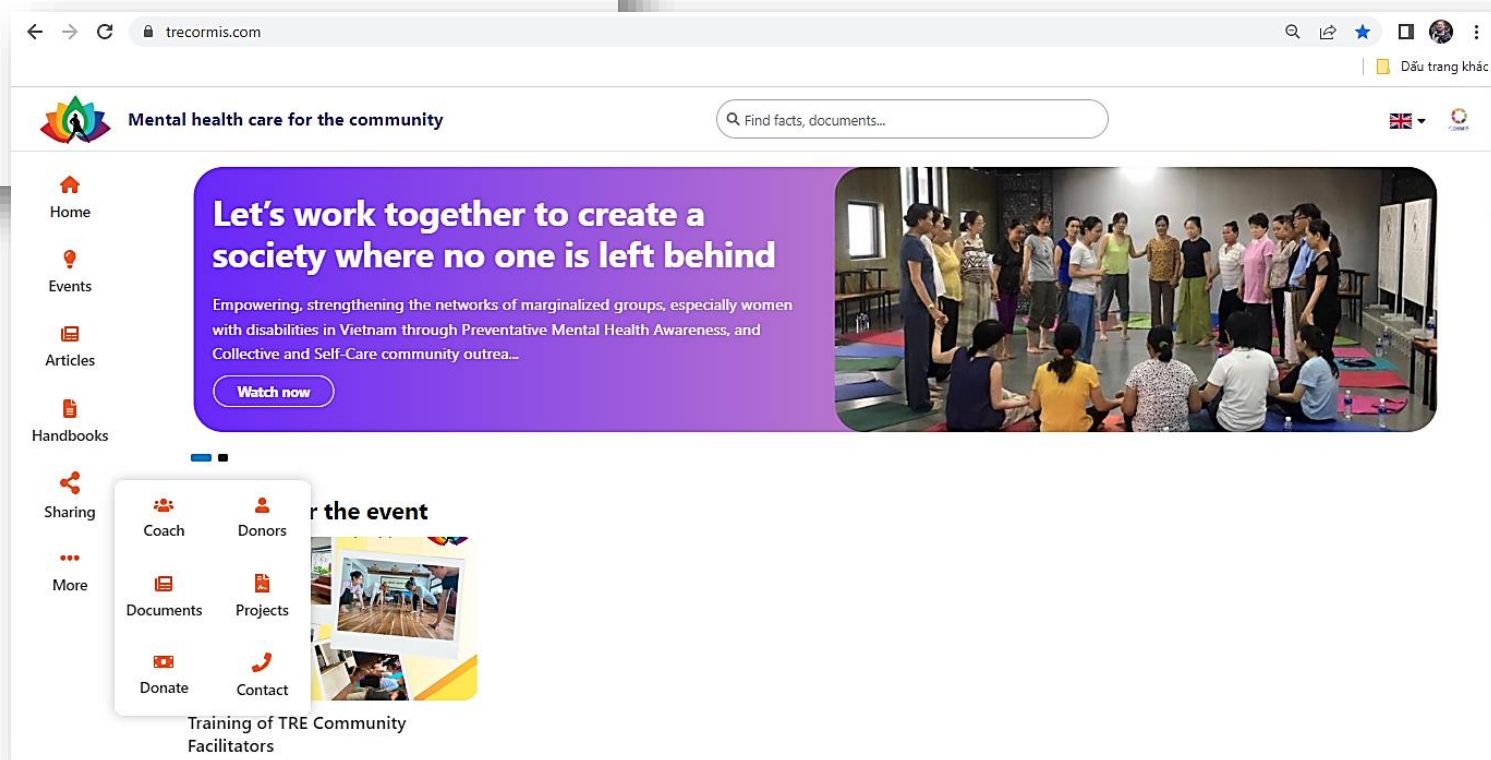 trecormis.com
Dấu trang khác
Mental health care for the community
Find facts, documents...
Home
Events
Articles
Handbooks
Sharing
More
Let's work together to create a
society where no one is left behind
Empowering, strengthening the networks of marginalized groups, especially women
with disabilities in Vietnam through Preventative Mental Health Awareness, and
Collective and Self-Care community outrea...
Watch now
Coach
Donors
Documents
Projects
Donate
Contact
the event
Training of TRE Community
Facilitators